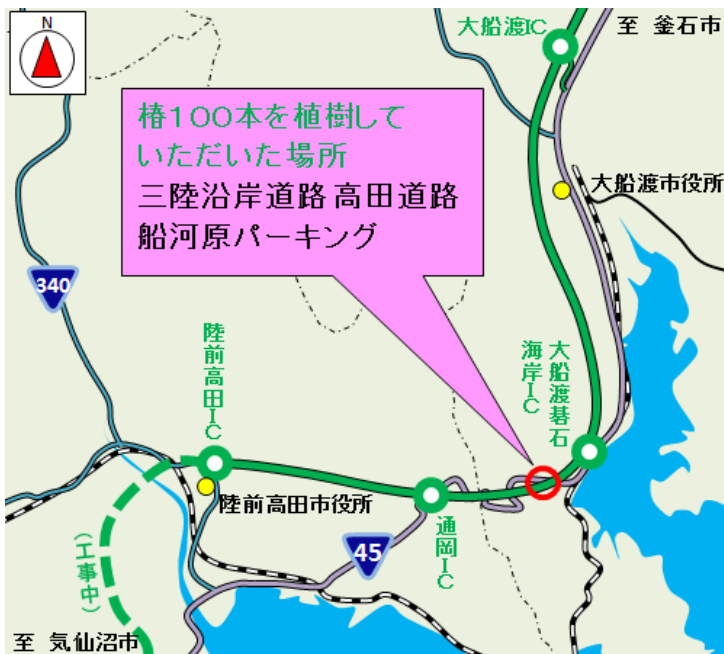 N
大船渡IC
至 釜石市
椿100本を植樹して
いただいた場所
三陸沿岸道路 高田道路
船河原パーキング
大船渡市役所
340
陸前高田IC
大船渡碁石
海岸IC
陸前高田市役所
通岡IC
45
(工事中)
至 気仙沼市